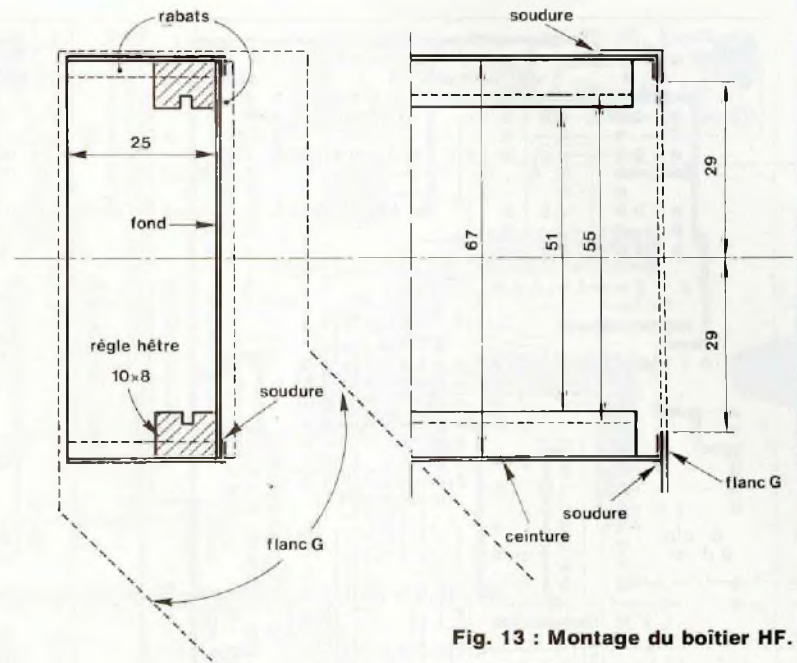 rabats
25
fond
règle hêtre
10×8
soudure
flanc G
soudure
67
51
55
29
29
flanc G
soudure
ceinture
Fig. 13 : Montage du boîtier HF.